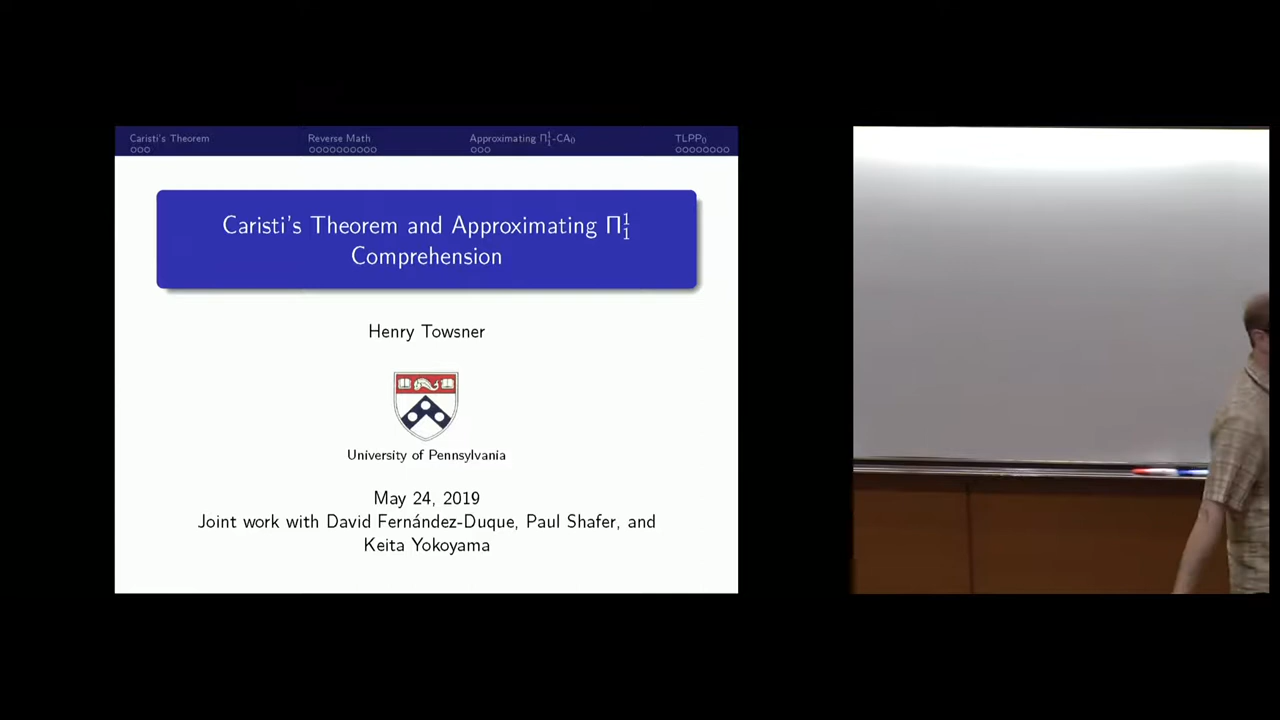 Caristi's Theorem
Reverse Math
Approximating Π¹₁-CA₀
TLPP₀
Caristi's Theorem and Approximating Π¹₁
Comprehension
Henry Towsner
University of Pennsylvania
May 24, 2019
Joint work with David Fernández-Duque, Paul Shafer, and
Keita Yokoyama